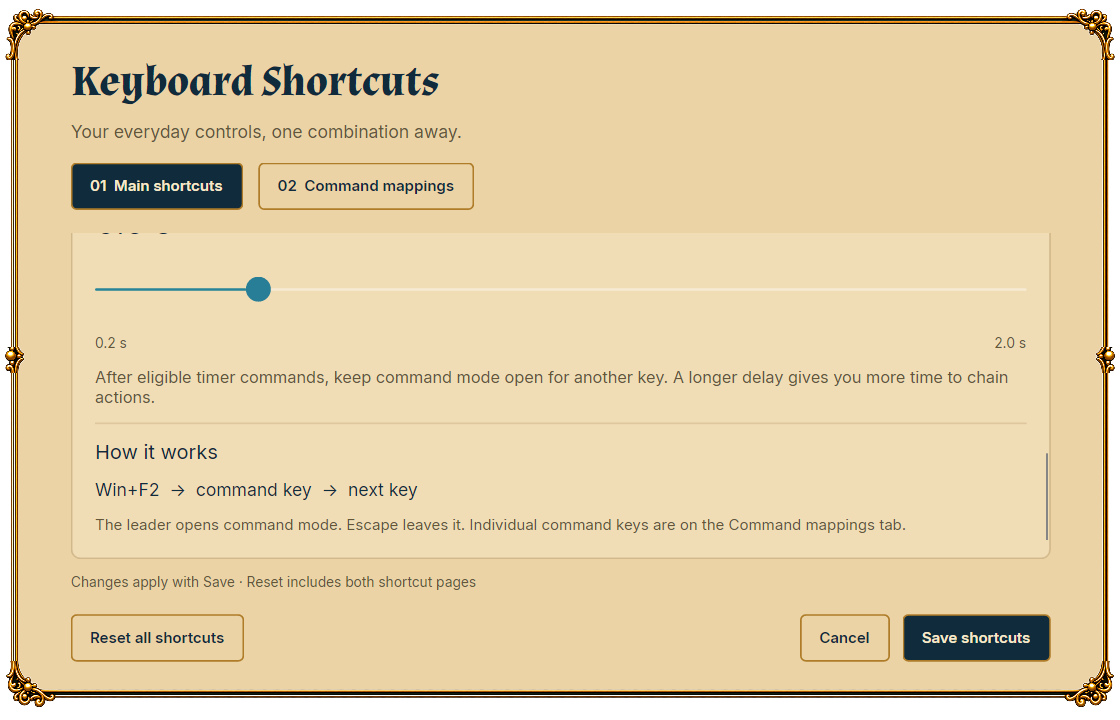 Keyboard Shortcuts
Your everyday controls, one combination away.
01 Main shortcuts
02 Command mappings
0.2 s
2.0 s
After eligible timer commands, keep command mode open for another key. A longer delay gives you more time to chain
actions.
How it works
Win+F2 → command key → next key
The leader opens command mode. Escape leaves it. Individual command keys are on the Command mappings tab.
Changes apply with Save · Reset includes both shortcut pages
Reset all shortcuts
Cancel
Save shortcuts